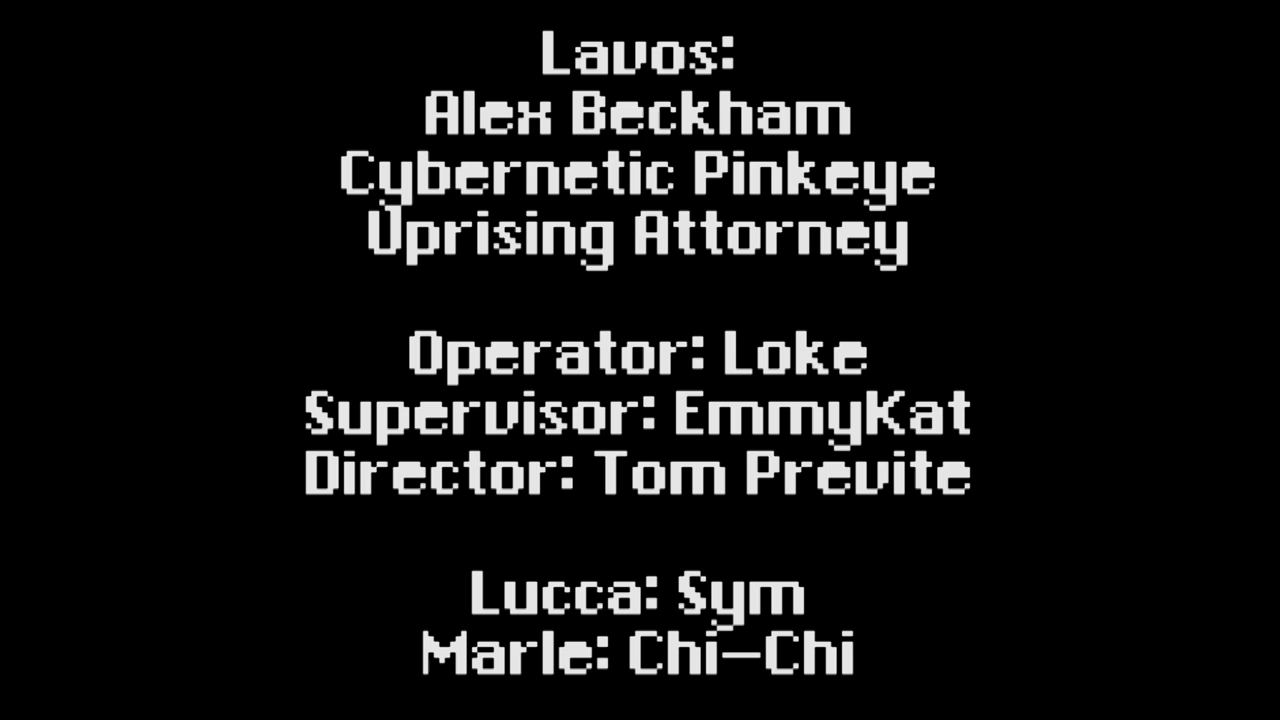 Lavos:
Alex Beckham
Cybernetic Pinkeye
Uprising Attorney
Operator: Loke
Supervisor: EmmyKat
Director: Tom Previte
Lucca: Sym
Marle: Chi-Chi